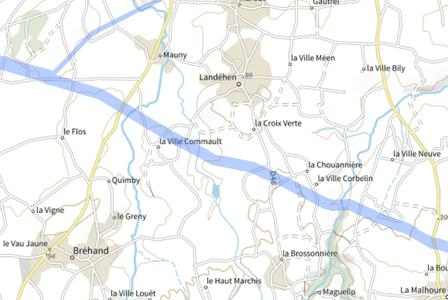 Gautrel
Mauny
la Ville Méen
la Ville Bily
Landéhen
89
la Croix Verte
le Flos
la Ville Commault
la Ville Neuve
la Chouannière
D46
la Ville Corbelin
Quimby
la Vigne
le Greny
le Vau Jaune
94
Bréhand
la Brossonnière
le Haut Marchis
la Ville Louët
Maguello
La Malhoure